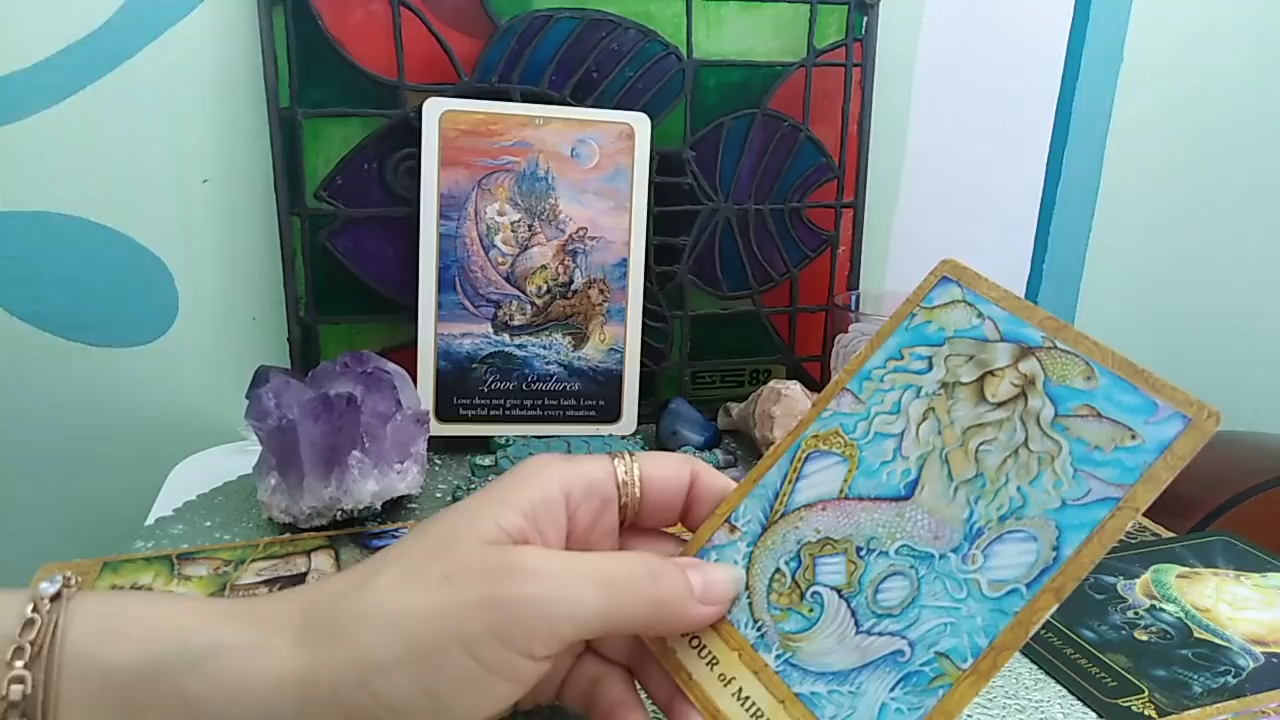 Love Endures
Love does not give up or lose faith. Love is
hopeful and withstands every situation.
FOUR of
ATH/REBIRTH